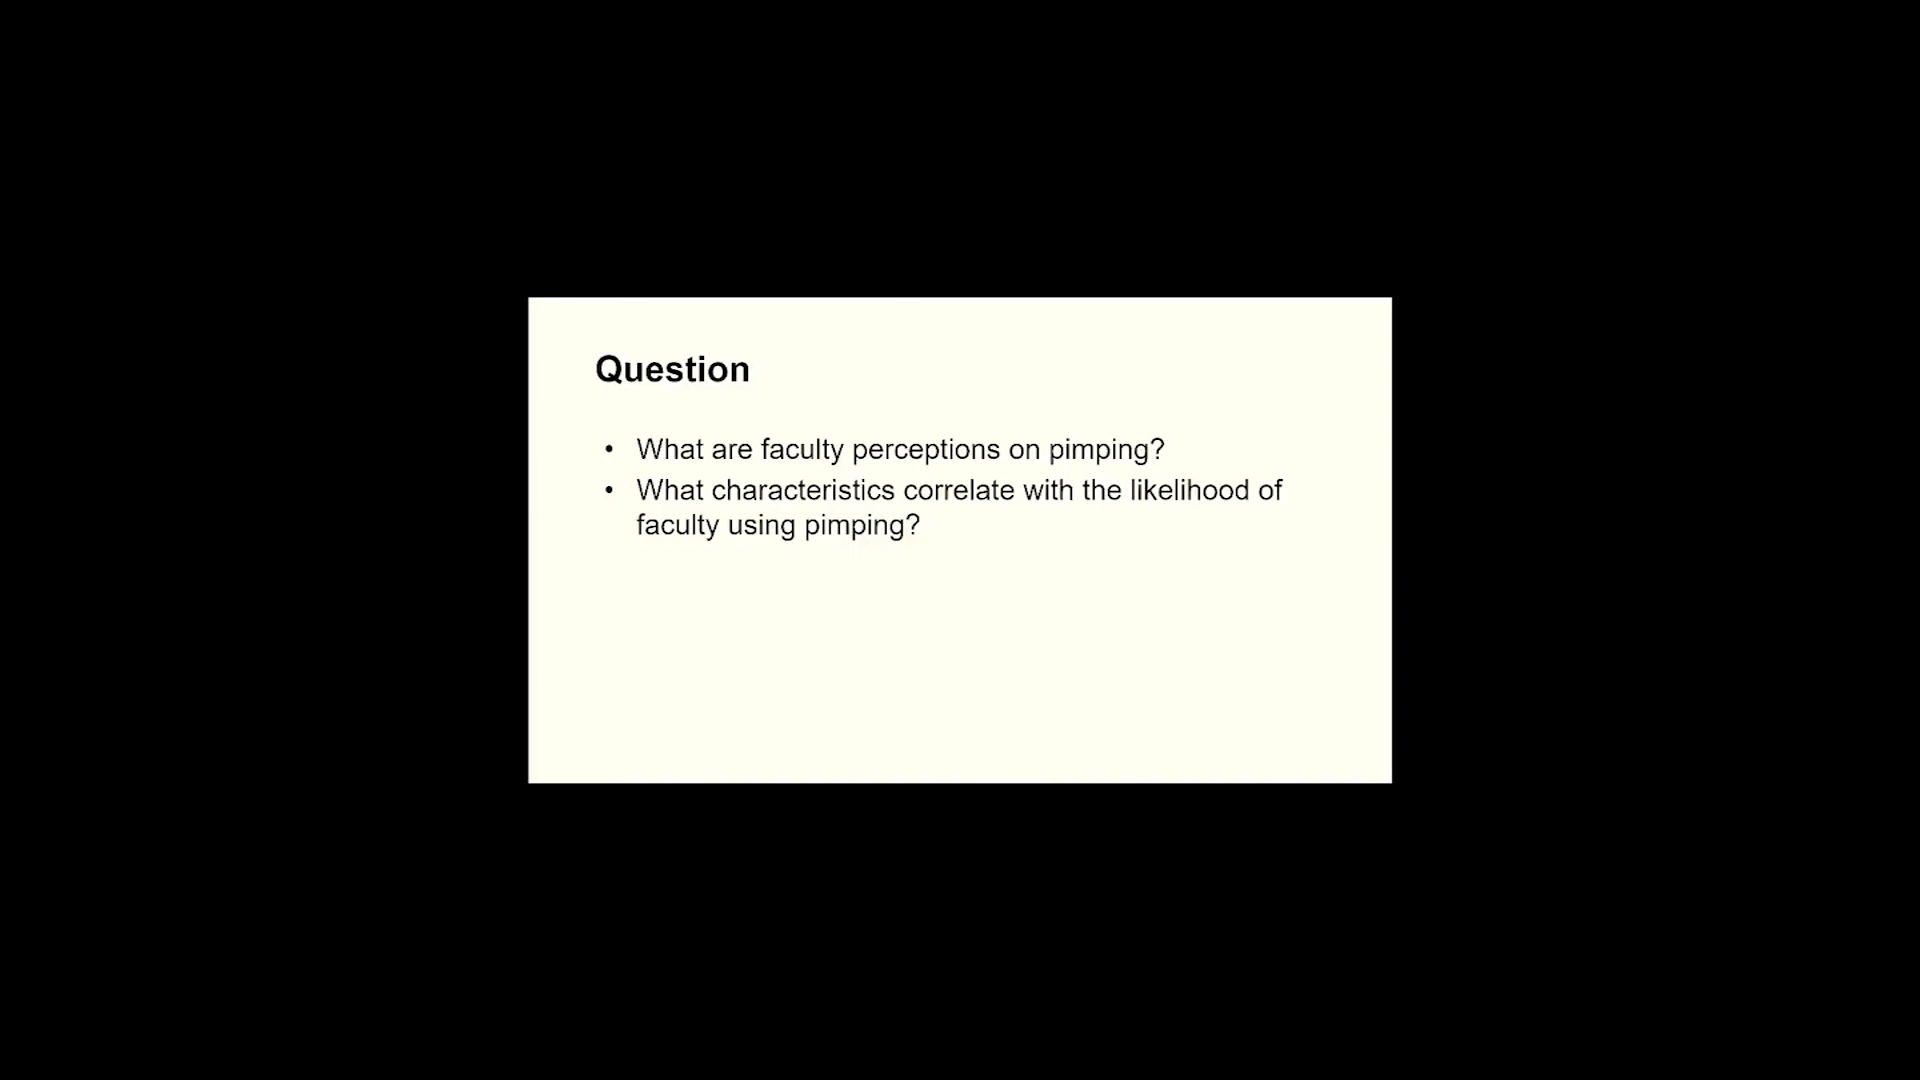 Question
• What are faculty perceptions on pimping?
• What characteristics correlate with the likelihood of
faculty using pimping?